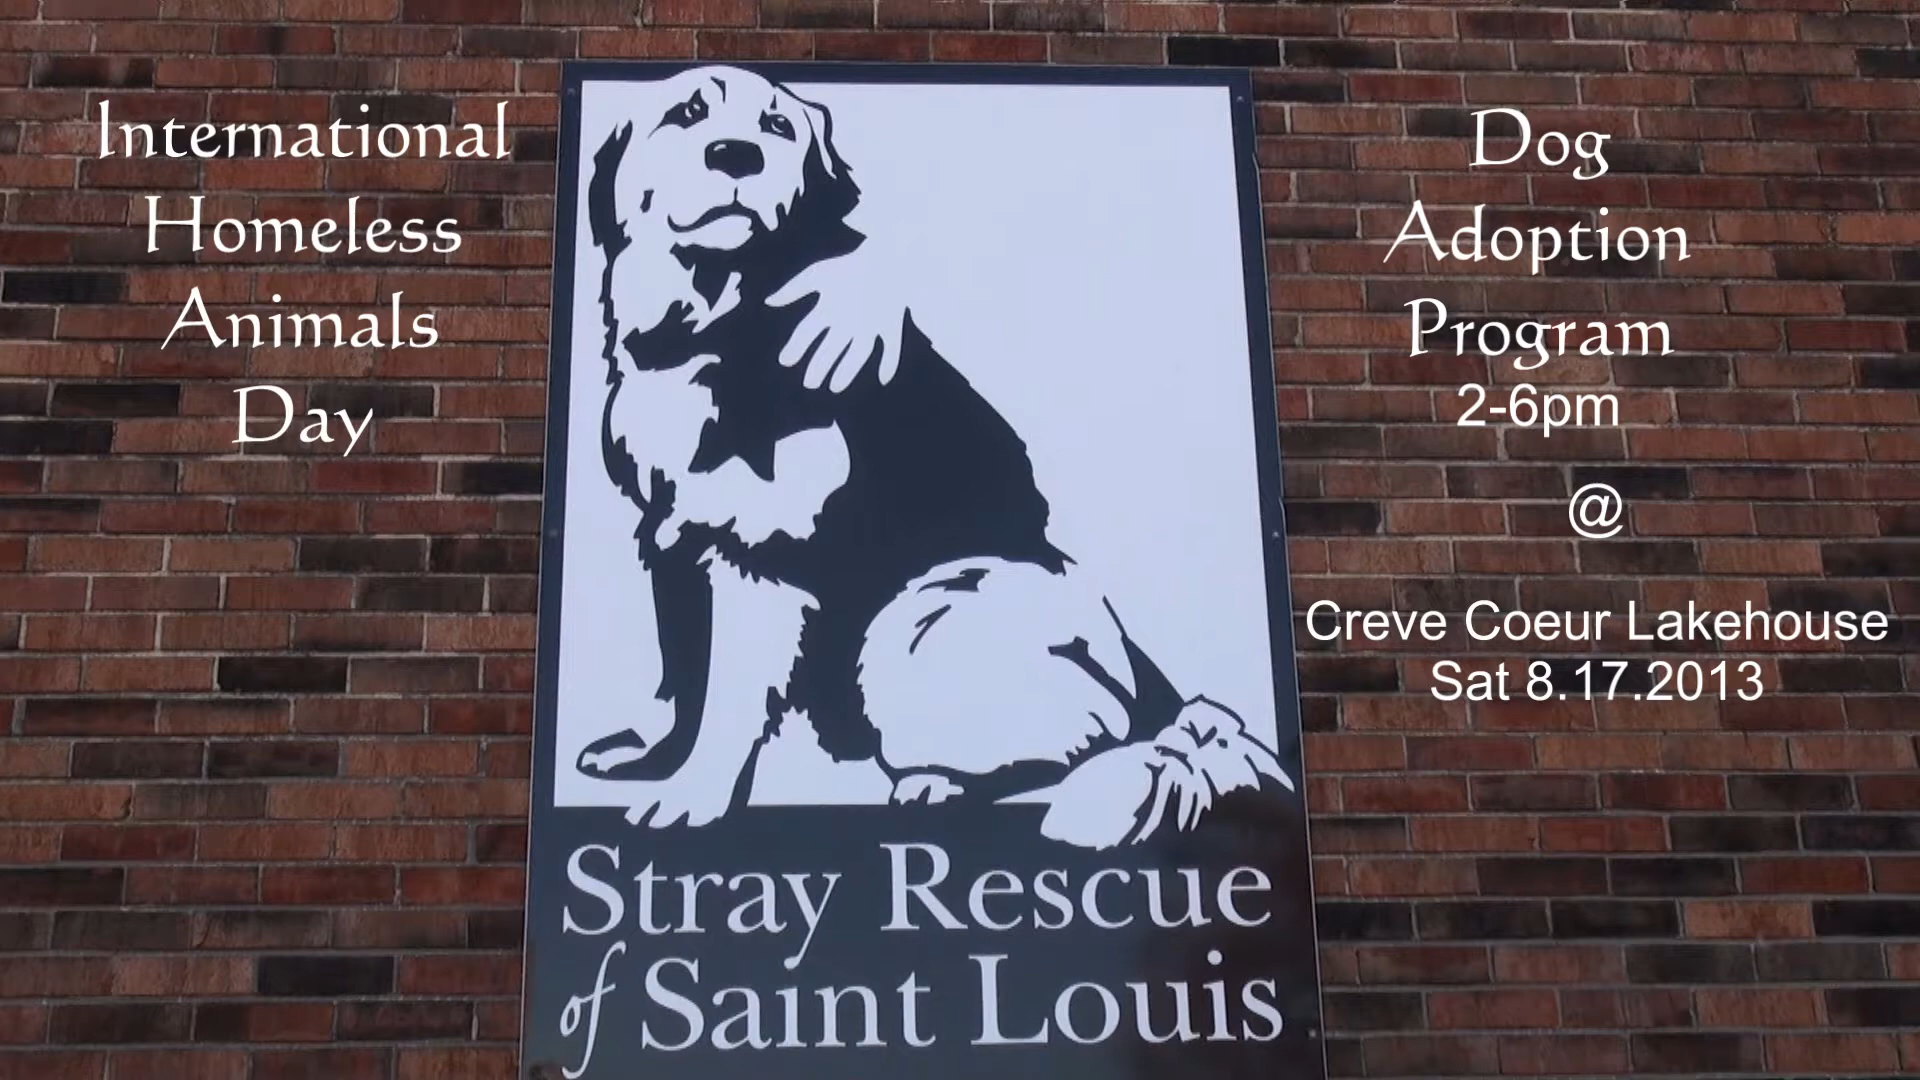 International
Homeless
Animals
Day
Dog
Adoption
Program
2-6pm
@
Creve Coeur Lakehouse
Sat 8.17.2013
Stray Rescue
of Saint Louis